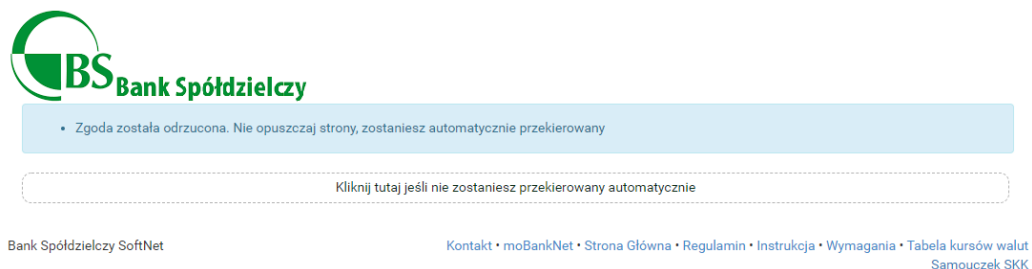 BS Bank Spółdzielczy
Zgoda została odrzucona. Nie opuszczaj strony, zostaniesz automatycznie przekierowany
Kliknij tutaj jeśli nie zostaniesz przekierowany automatycznie
Bank Spółdzielczy SoftNet
Kontakt • moBankNet • Strona Główna • Regulamin • Instrukcja • Wymagania • Tabela kursów walut
Samouczek SKK